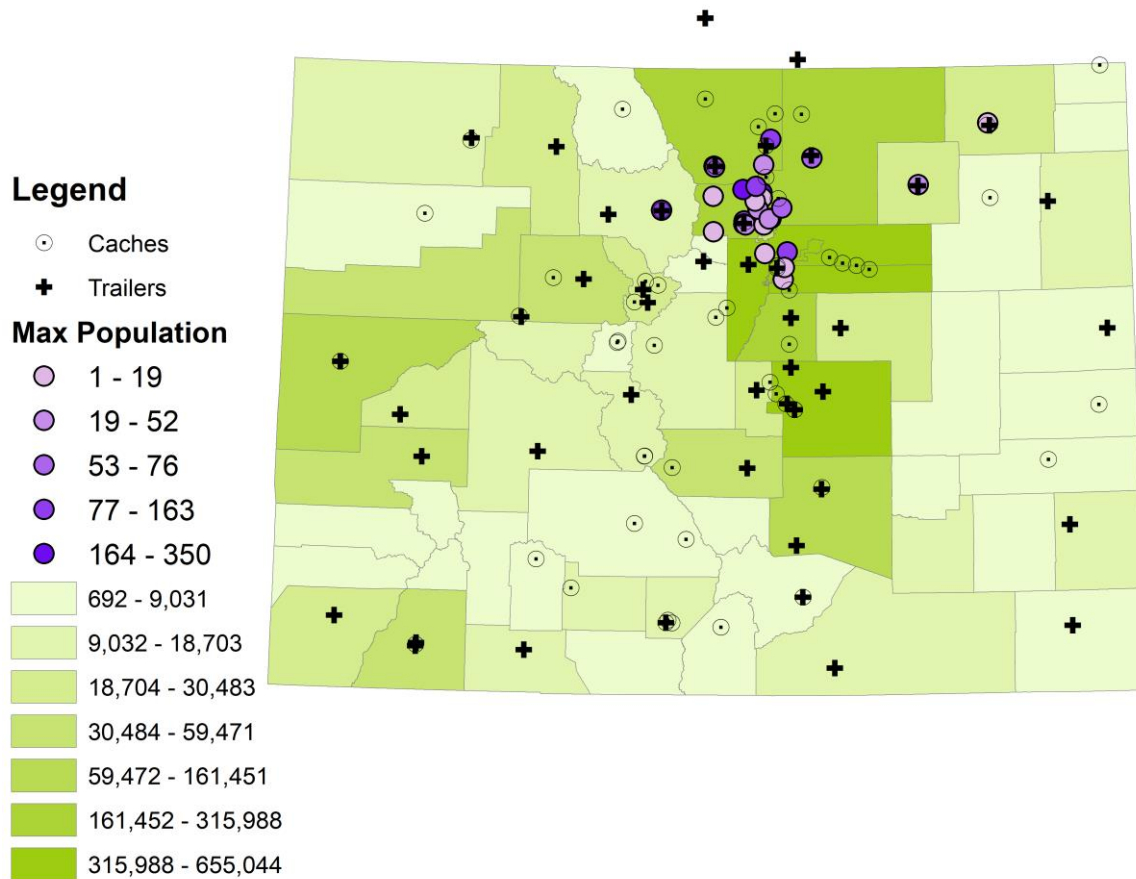 Legend
Caches
Trailers
Max Population
1 - 19
19 - 52
53 - 76
77 - 163
164 - 350
692 - 9,031
9,032 - 18,703
18,704 - 30,483
30,484 - 59,471
59,472 - 161,451
161,452 - 315,988
315,988 - 655,044